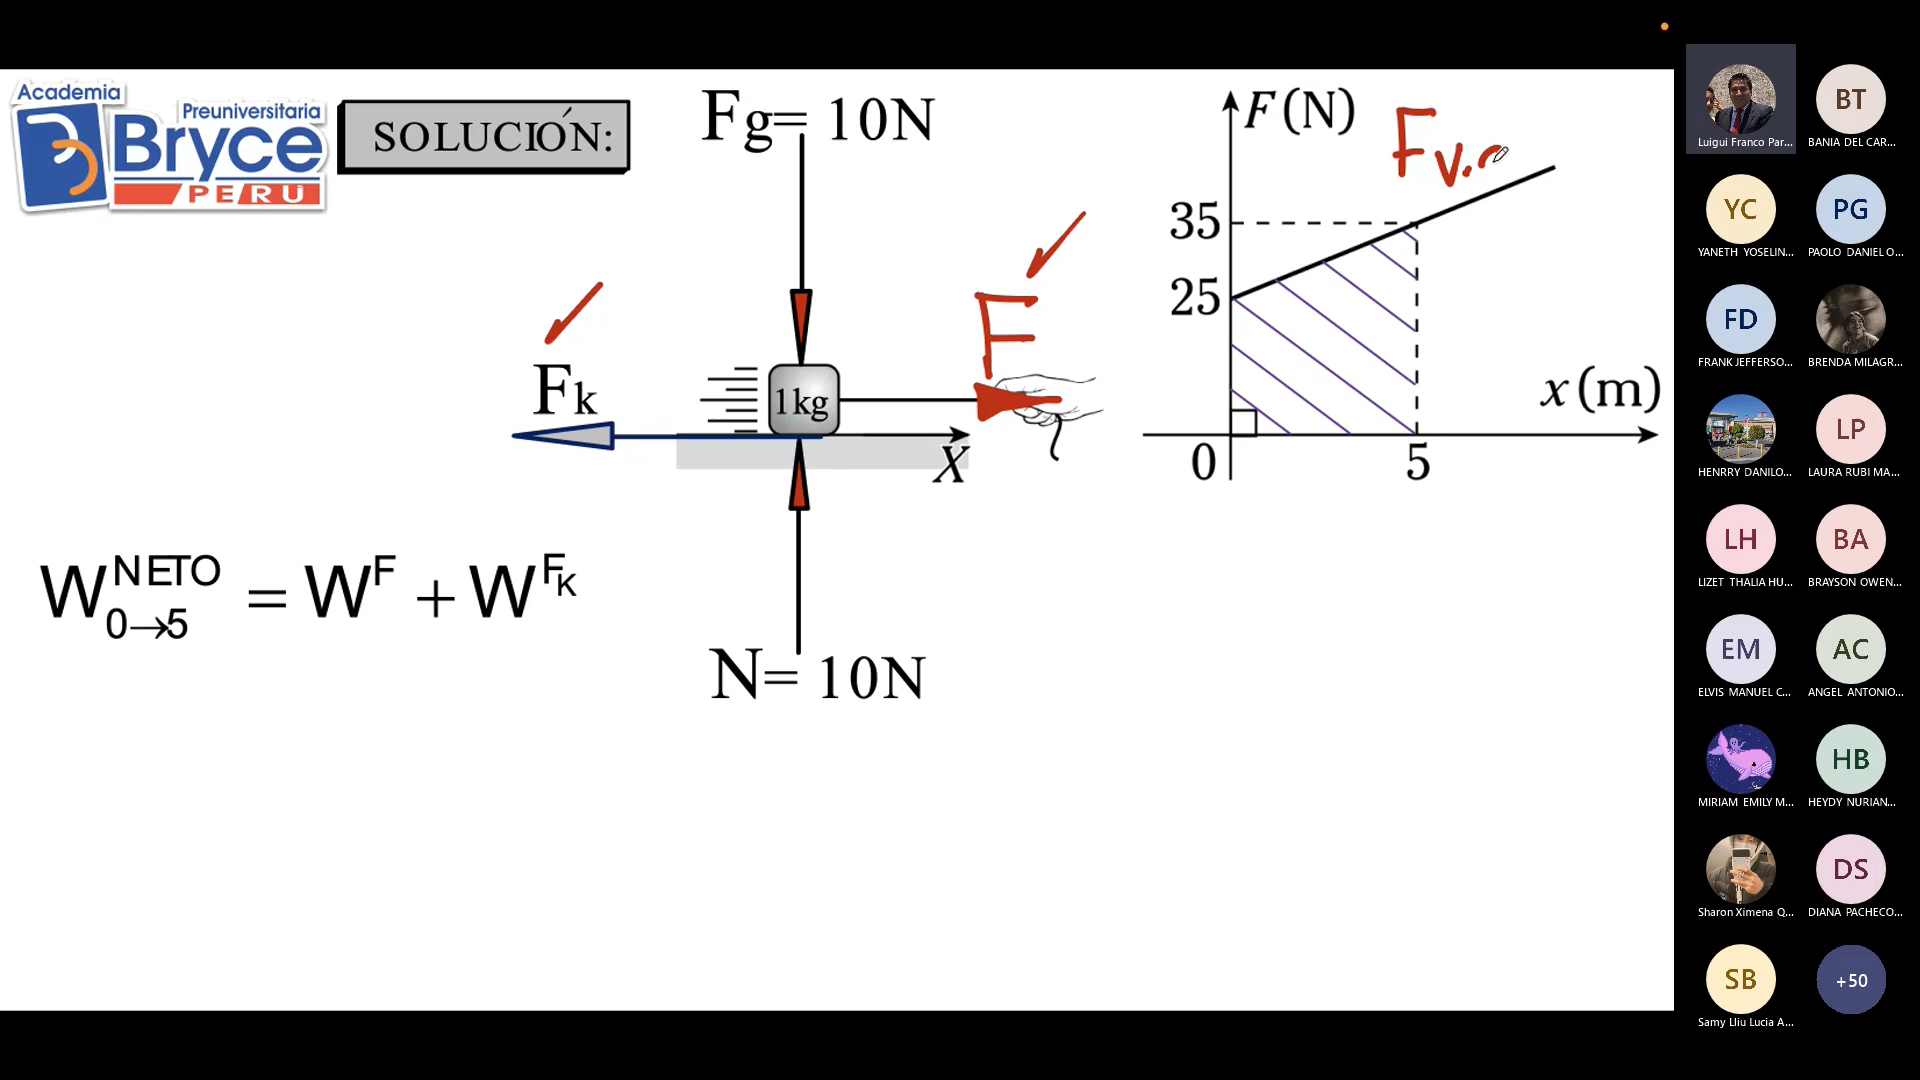 Academia
Preuniversitaria
Bryce
PERÚ
SOLUCIÓN:
Fg= 10N
F(N)
Fv.
35
25
F
Fk
1kg
x(m)
X
0
5
W NETO 0→5 = W F + W Fk
N= 10N
Luigui Franco Par...
BT
BANIA DEL CAR...
YC
YANETH YOSELIN...
PG
PAOLO DANIEL O...
FD
FRANK JEFFERSO...
BRENDA MILAGR...
HENRRY DANILO...
LP
LAURA RUBI MA...
LH
LIZET THALIA HU...
BA
BRAYSON OWEN...
EM
ELVIS MANUEL C...
AC
ANGEL ANTONIO...
MIRIAM EMILY M...
HB
HEYDY NURIAN...
Sharon Ximena Q...
DS
DIANA PACHECO...
SB
Samy Lliu Lucia A...
+50